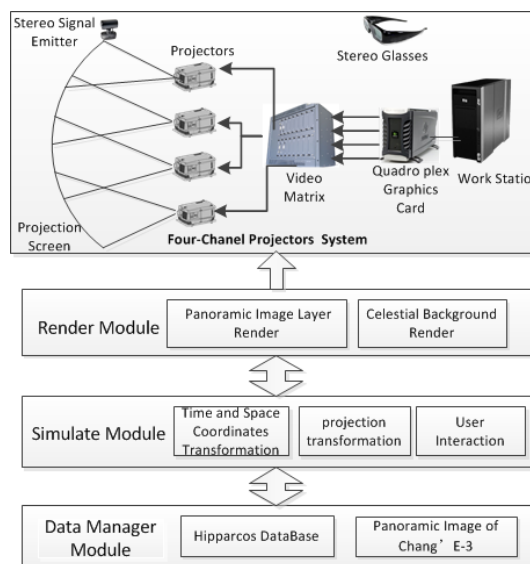 Stereo Signal
Emitter
Projectors
Stereo Glasses
Video
Matrix
Quadro plex
Graphics
Card
Work Statio
Projection
Screen
Four-Chanel Projectors System
Render Module
Panoramic Image Layer
Render
Celestial Background
Render
Simulate Module
Time and Space
Coordinates
Transformation
projection
transformation
User
Interaction
Data Manager
Module
Hipparcos DataBase
Panoramic Image of
Chang’ E-3